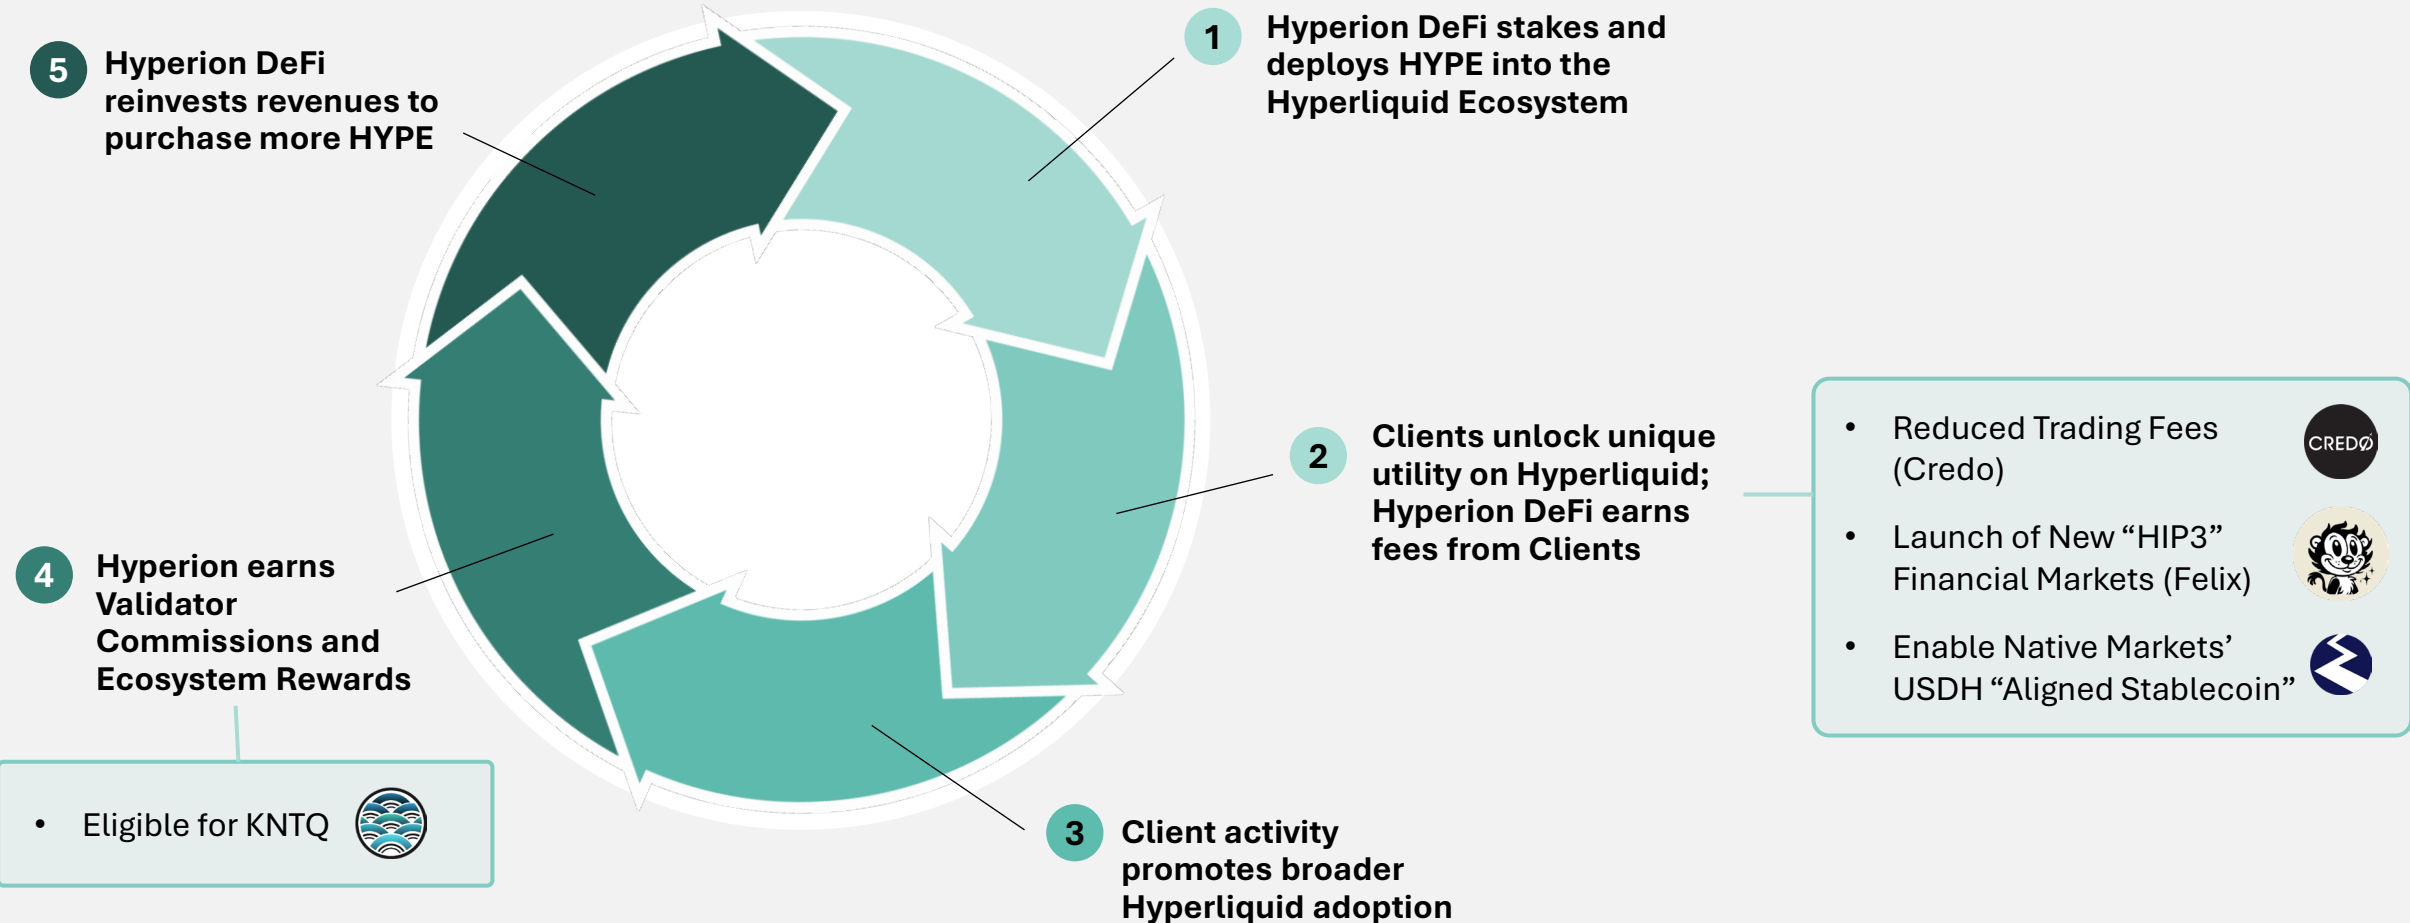 1
Hyperion DeFi stakes and
deploys HYPE into the
Hyperliquid Ecosystem
2
Clients unlock unique
utility on Hyperliquid;
Hyperion DeFi earns
fees from Clients
• Reduced Trading Fees
(Credo)
CREDØ
• Launch of New “HIP3”
Financial Markets (Felix)
• Enable Native Markets’
USDH “Aligned Stablecoin”
3
Client activity
promotes broader
Hyperliquid adoption
4
Hyperion earns
Validator
Commissions and
Ecosystem Rewards
• Eligible for KNTQ
5
Hyperion DeFi
reinvests revenues to
purchase more HYPE